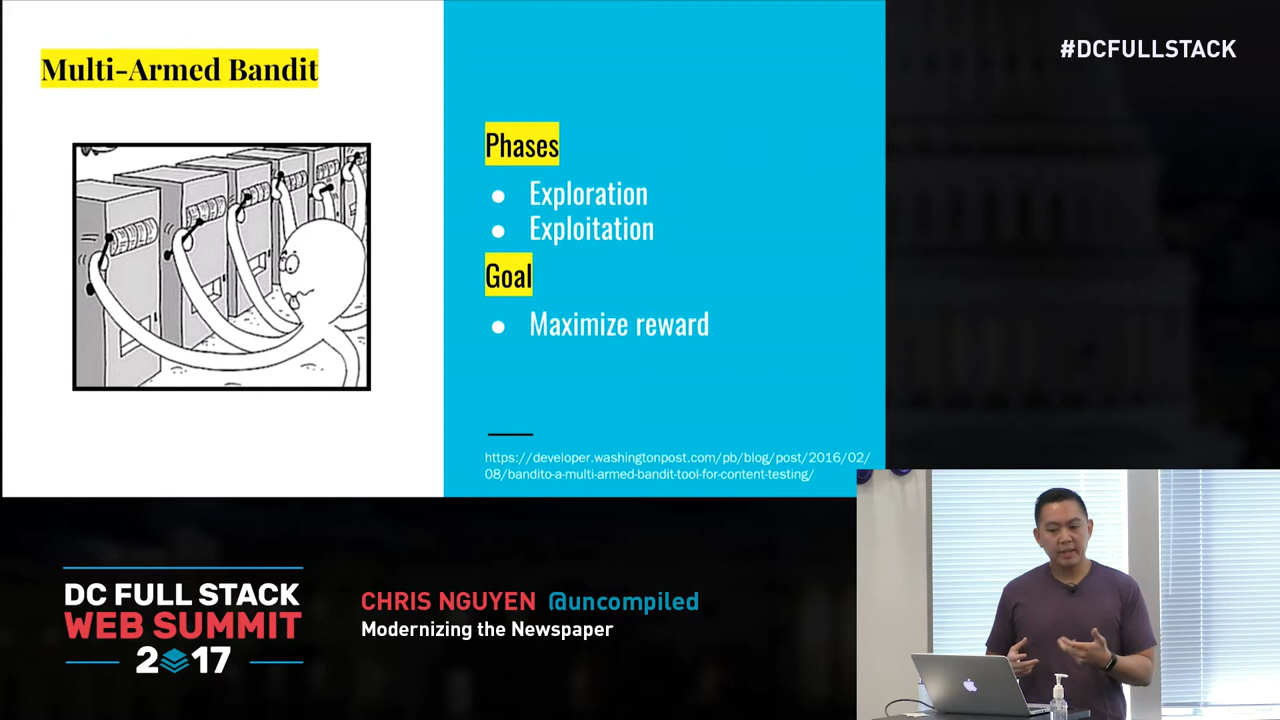 Multi-Armed Bandit
Phases
● Exploration
● Exploitation
Goal
● Maximize reward
https://developer.washingtonpost.com/pb/blog/post/2016/02/
08/bandito-a-multi-armed-bandit-tool-for-content-testing/
#DCFULLSTACK
DC FULL STACK
WEB SUMMIT
2017
CHRIS NGUYEN @uncompiled
Modernizing the Newspaper